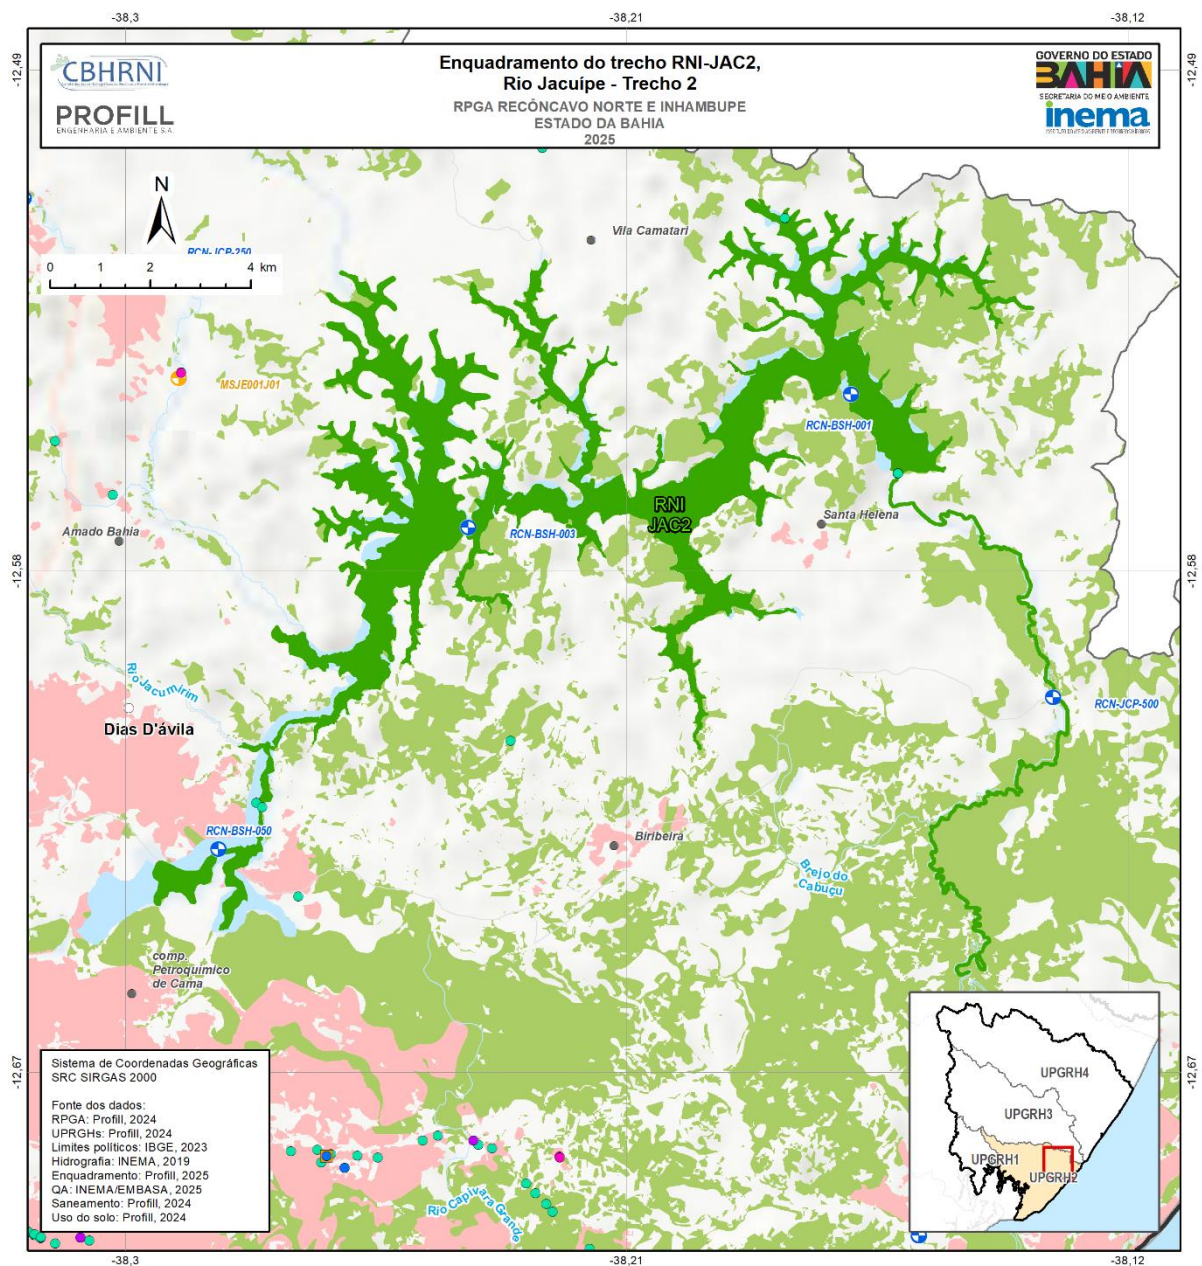 -38,3
-38,21
-38,12
-12,49
-12,49
CBHRNI
PROFILL
ENGENHARIA E AMBIENTE S.A.
Enquadramento do trecho RNI-JAC2,
Rio Jacuípe - Trecho 2
RPGA RECÔNCAVO NORTE E INHAMBUPE
ESTADO DA BAHIA
2025
GOVERNO DO ESTADO
BAHIA
SECRETARIA DO MEIO AMBIENTE
inema
N
RCN-JCP-250
0 1 2 4 km
Vila Camatari
MSJE001J01
RCN-BSH-001
RNI
JAC2
Santa Helena
Amado Bahia
RCN-BSH-003
-12,58
-12,58
Rio Jacumirim
RCN-JCP-500
Dias D'ávila
RCN-BSH-050
Biribeira
Brejo do
Cabuçu
comp.
Petroquimico
de Cama
Sistema de Coordenadas Geográficas
SRC SIRGAS 2000
Fonte dos dados:
RPGA: Profill, 2024
UPRGHs: Profill, 2024
Limites políticos: IBGE, 2023
Hidrografia: INEMA, 2019
Enquadramento: Profill, 2025
QA: INEMA/EMBASA, 2025
Saneamento: Profill, 2024
Uso do solo: Profill, 2024
Rio Capivara Grande
UPGRH4
UPGRH3
UPGRH1
UPGRH2
-12,67
-12,67
-38,3
-38,21
-38,12